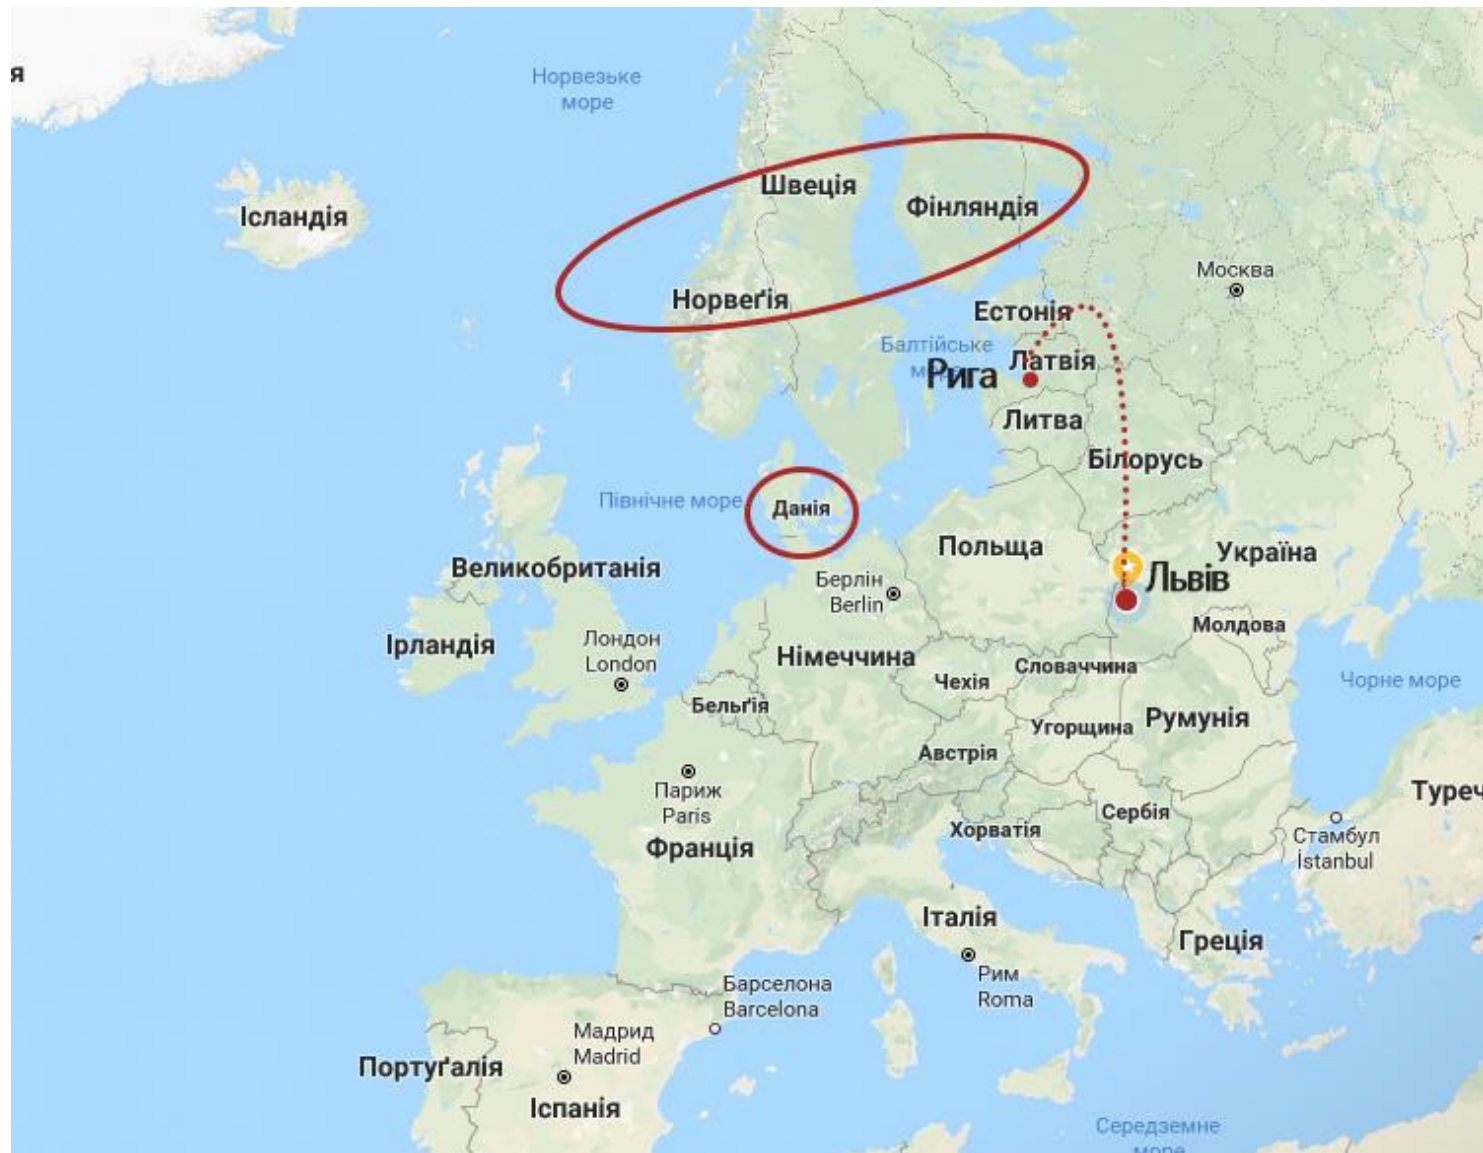 я
Норвезьке
море
Швеція
Фінляндія
Ісландія
Москва
Норвеґія
Естонія
Балтійське
Латвія
Рига
Литва
Білорусь
Північне море
Данія
Польща
Україна
Великобританія
Берлін
Berlin
Львів
Молдова
Ірландія
Лондон
London
Німеччина
Словаччина
Чехія
Чорне море
Бельґія
Угорщина
Румунія
Австрія
Париж
Paris
Туреч
Сербія
Хорватія
Стамбул
İstanbul
Франція
Італія
Греція
Рим
Roma
Барселона
Barcelona
Мадрид
Madrid
Портуґалія
Іспанія
Середземне
море